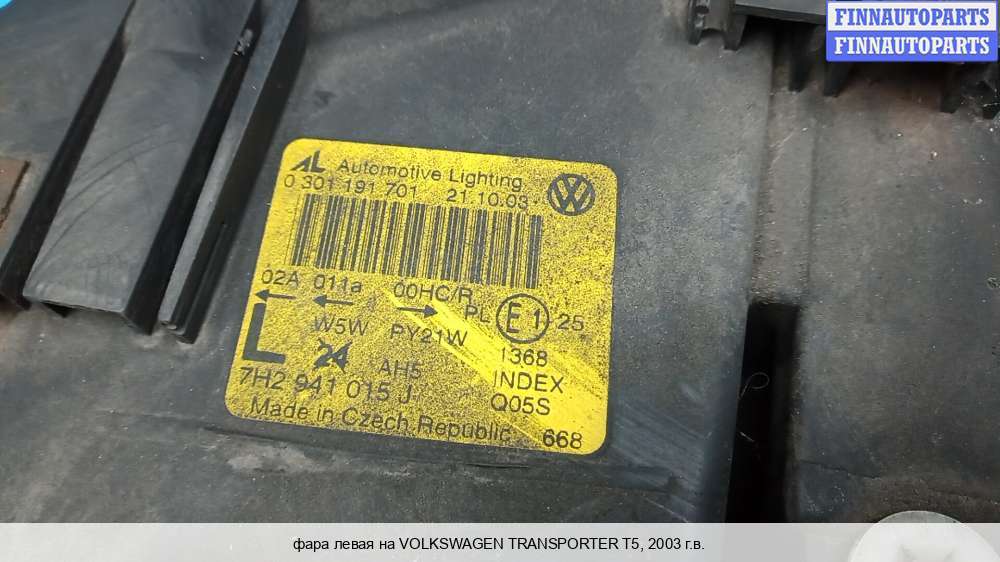 FINNAUTOPARTS
FINNAUTOPARTS
AL Automotive Lighting
0 301 191 701 21.10.03
02A 011a 00HC/R PL E1 25
W5W PY21W 1368
L 24 AH5 INDEX
7H2 941 015 J Q05S
Made in Czech Republic 668
фара левая на VOLKSWAGEN TRANSPORTER T5, 2003 г.в.